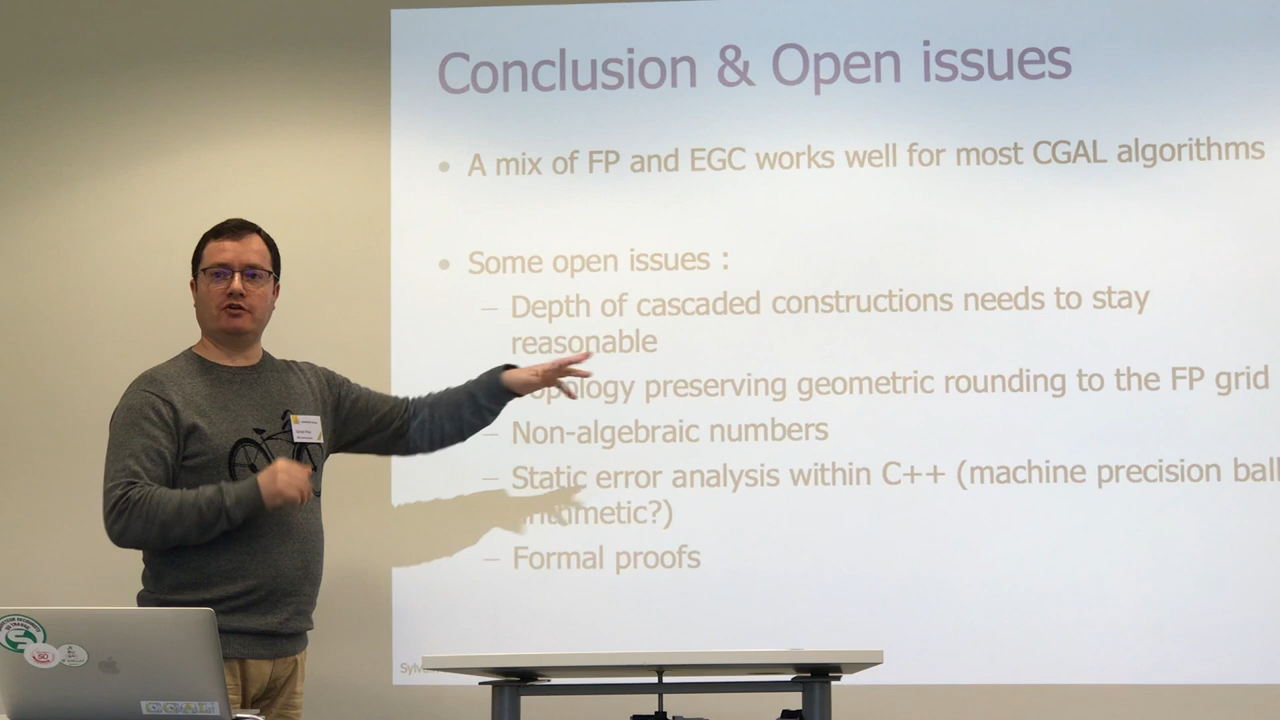 Conclusion & Open issues
• A mix of FP and EGC works well for most CGAL algorithms
• Some open issues :
– Depth of cascaded constructions needs to stay
reasonable
preserving geometric rounding to the FP grid
– Non-algebraic numbers
– Static error analysis within C++ (machine precision ball
arithmetic?)
– Formal proofs
CGAL